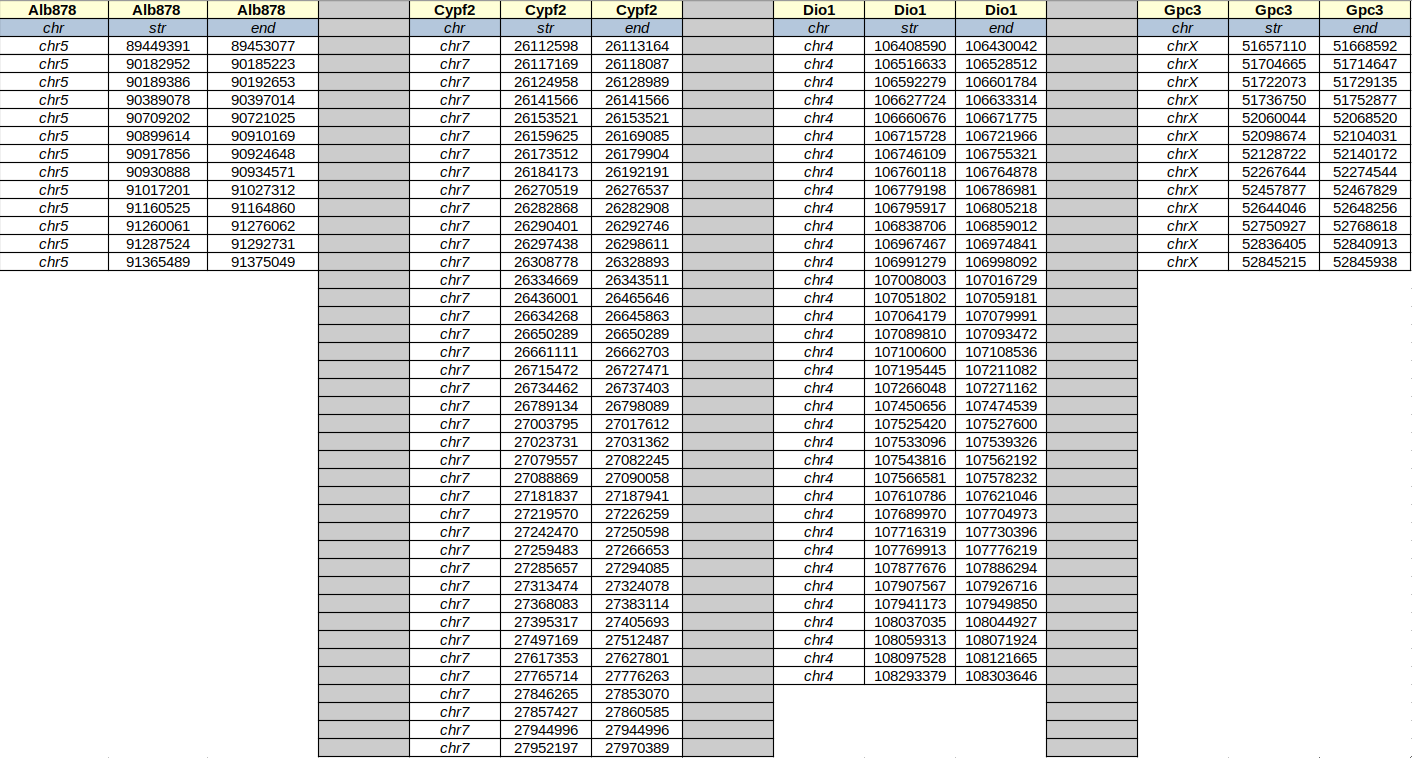 Alb878 Alb878 Alb878 Cypf2 Cypf2 Cypf2 Dio1 Dio1 Dio1 Gpc3 Gpc3 Gpc3
chr str end chr str end chr str end chr str end
chr5 89449391 89453077 chr7 26112598 26113164 chr4 106408590 106430042 chrX 51657110 51668592
chr5 90182952 90185223 chr7 26117169 26118087 chr4 106516633 106528512 chrX 51704665 51714647
chr5 90189386 90192653 chr7 26124958 26128989 chr4 106592279 106601784 chrX 51722073 51729135
chr5 90389078 90397014 chr7 26141566 26141566 chr4 106627724 106633314 chrX 51736750 51752877
chr5 90709202 90721025 chr7 26153521 26153521 chr4 106660676 106671775 chrX 52060044 52068520
chr5 90899614 90910169 chr7 26159625 26169085 chr4 106715728 106721966 chrX 52098674 52104031
chr5 90917856 90924648 chr7 26173512 26179904 chr4 106746109 106755321 chrX 52128722 52140172
chr5 90930888 90934571 chr7 26184173 26192191 chr4 106760118 106764878 chrX 52267644 52274544
chr5 91017201 91027312 chr7 26270519 26276537 chr4 106779198 106786981 chrX 52457877 52467829
chr5 91160525 91164860 chr7 26282868 26282908 chr4 106795917 106805218 chrX 52644046 52648256
chr5 91260061 91276062 chr7 26290401 26292746 chr4 106838706 106859012 chrX 52750927 52768618
chr5 91287524 91292731 chr7 26297438 26298611 chr4 106967467 106974841 chrX 52836405 52840913
chr5 91365489 91375049 chr7 26308778 26328893 chr4 106991279 106998092 chrX 52845215 52845938
chr7 26334669 26343511 chr4 107008003 107016729
chr7 26436001 26465646 chr4 107051802 107059181
chr7 26634268 26645863 chr4 107064179 107079991
chr7 26650289 26650289 chr4 107089810 107093472
chr7 26661111 26662703 chr4 107100600 107108536
chr7 26715472 26727471 chr4 107195445 107211082
chr7 26734462 26737403 chr4 107266048 107271162
chr7 26789134 26798089 chr4 107450656 107474539
chr7 27003795 27017612 chr4 107525420 107527600
chr7 27023731 27031362 chr4 107533096 107539326
chr7 27079557 27082245 chr4 107543816 107562192
chr7 27088869 27090058 chr4 107566581 107578232
chr7 27181837 27187941 chr4 107610786 107621046
chr7 27219570 27226259 chr4 107689970 107704973
chr7 27242470 27250598 chr4 107716319 107730396
chr7 27259483 27266653 chr4 107769913 107776219
chr7 27285657 27294085 chr4 107877676 107886294
chr7 27313474 27324078 chr4 107907567 107926716
chr7 27368083 27383114 chr4 107941173 107949850
chr7 27395317 27405693 chr4 108037035 108044927
chr7 27497169 27512487 chr4 108059313 108071924
chr7 27617353 27627801 chr4 108097528 108121665
chr7 27765714 27776263 chr4 108293379 108303646
chr7 27846265 27853070
chr7 27857427 27860585
chr7 27944996 27944996
chr7 27952197 27970389